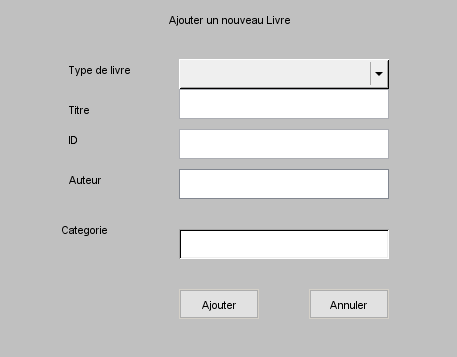 Ajouter un nouveau Livre
Type de livre
Titre
ID
Auteur
Categorie
Ajouter Annuler